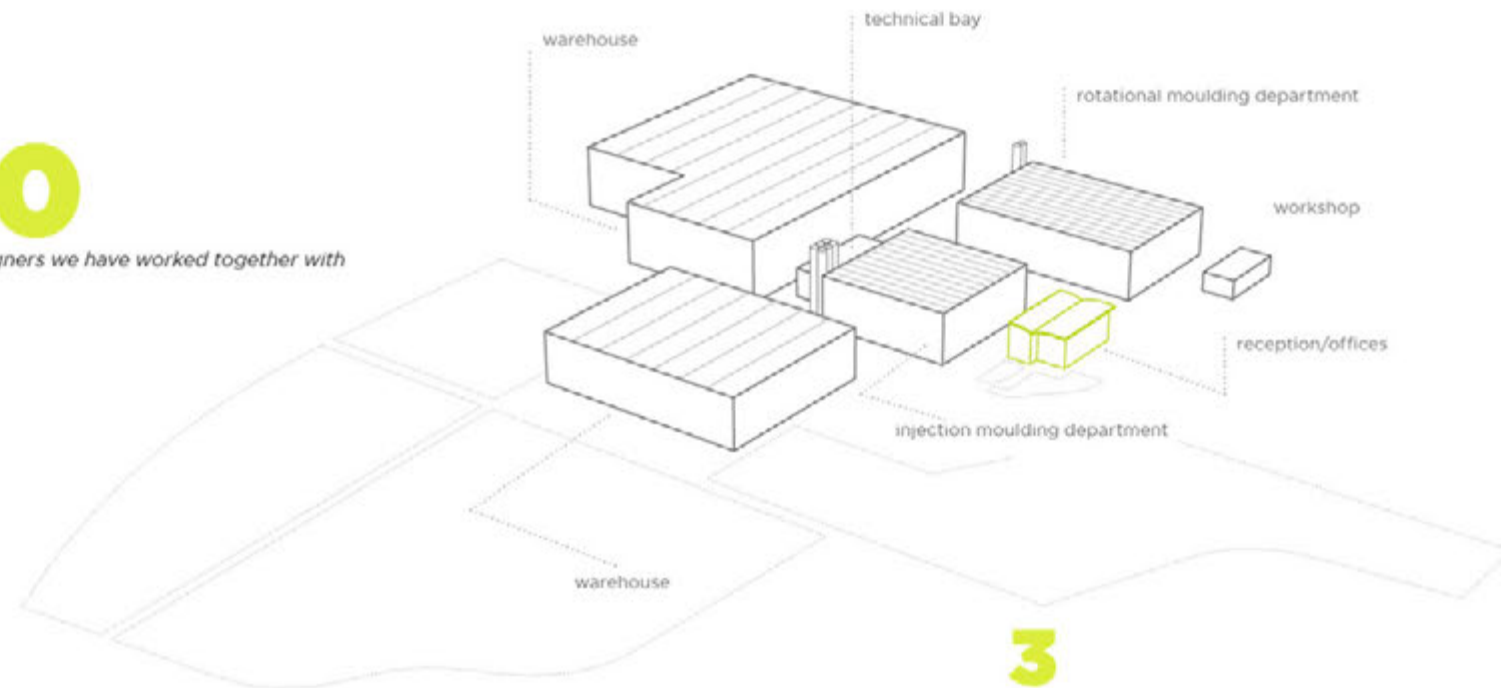 technical bay
warehouse
rotational moulding department
0
workshop
gners we have worked together with
reception/offices
injection moulding department
warehouse
3